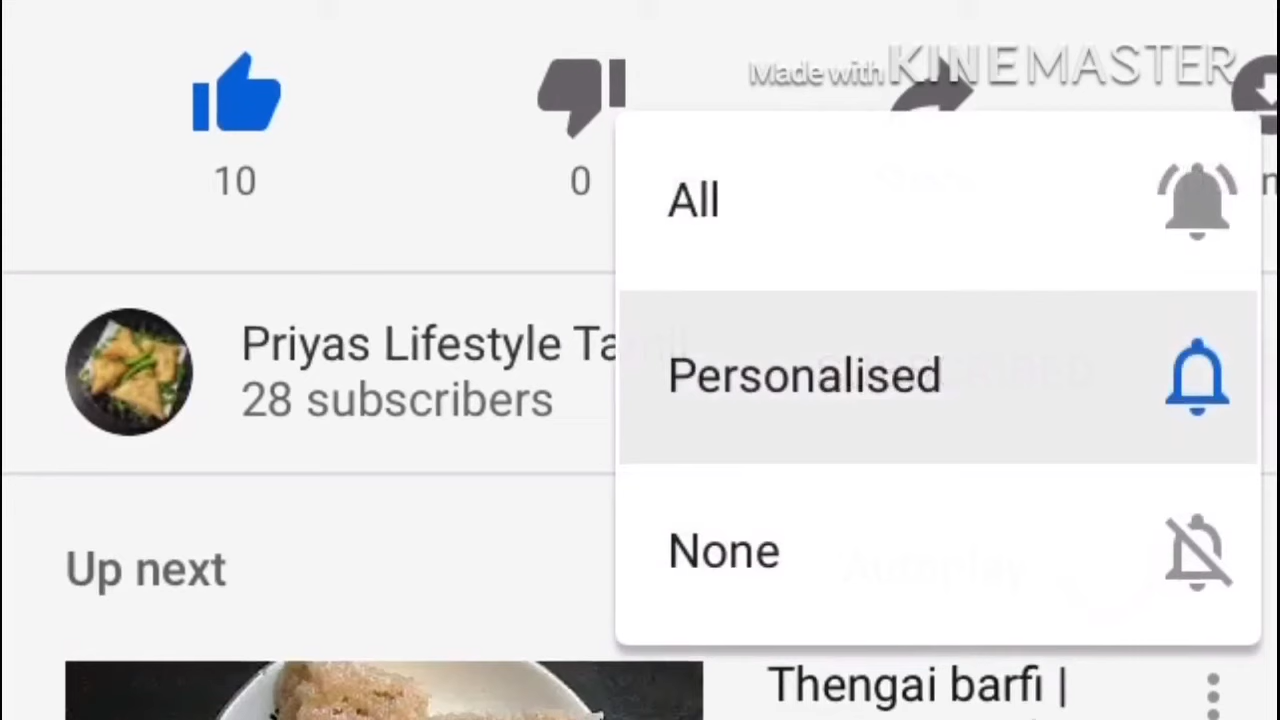 Made with KINEMASTER
10
0
All
Priyas Lifestyle Ta
28 subscribers
Personalised
None
Up next
Thengai barfi |